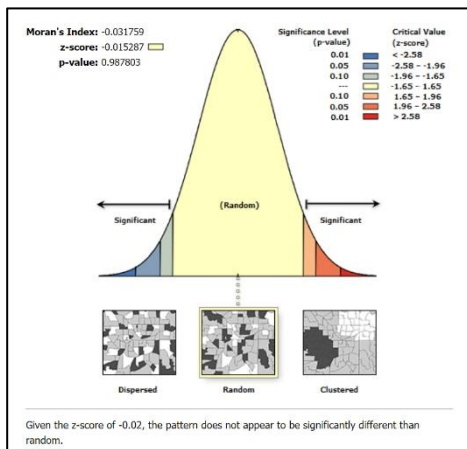 Moran's Index: -0.031759
z-score: -0.015287
p-value: 0.987803
Significance Level
(p-value)
Critical Value
(z-score)
0.01 < -2.58
0.05 -2.58 – -1.96
0.10 -1.96 – -1.65
--- -1.65 – 1.65
0.10 1.65 – 1.96
0.05 1.96 – 2.58
0.01 > 2.58
Significant
(Random)
Significant
Dispersed
Random
Clustered
Given the z-score of -0.02, the pattern does not appear to be significantly different than
random.